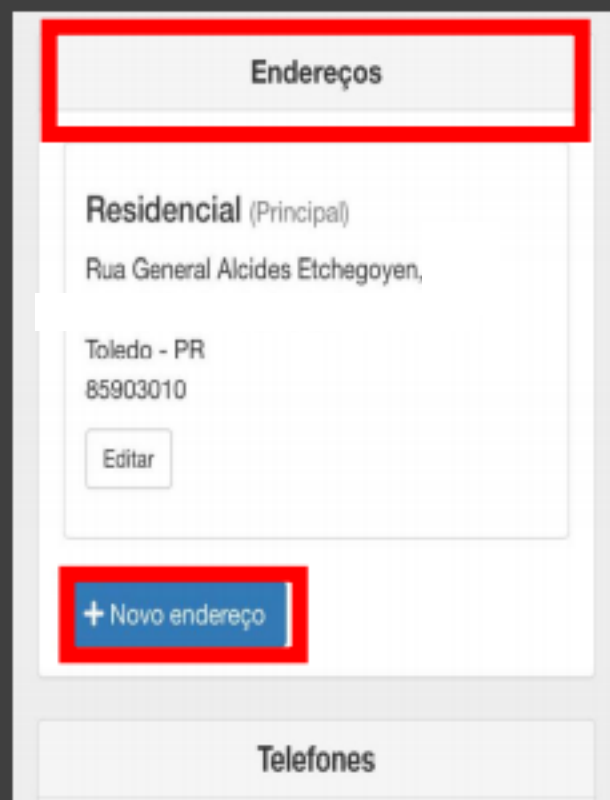 Endereços
Residencial (Principal)
Rua General Alcides Etchegoyen,
Toledo - PR
85903010
Editar
+ Novo endereço
Telefones